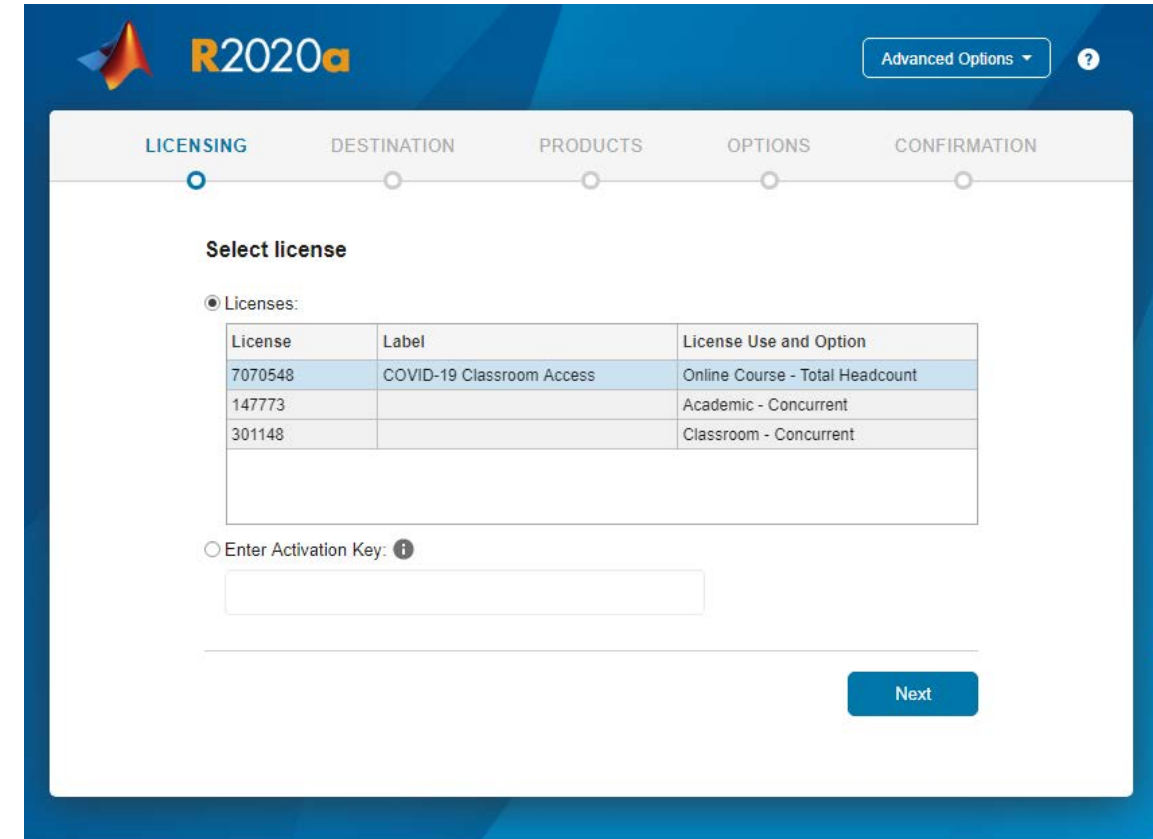 R2020a
Advanced Options
?
LICENSING DESTINATION PRODUCTS OPTIONS CONFIRMATION
Select license
Licenses:
License Label License Use and Option
7070548 COVID-19 Classroom Access Online Course - Total Headcount
147773 Academic - Concurrent
301148 Classroom - Concurrent
Enter Activation Key: i
Next